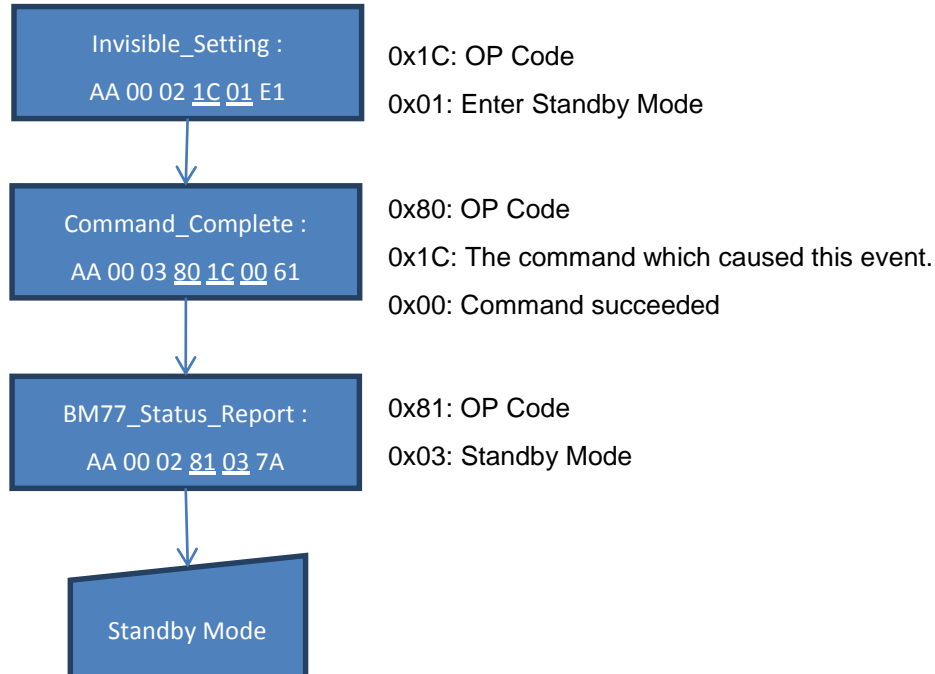 Invisible_Setting :
AA 00 02 1C 01 E1
0x1C: OP Code
0x01: Enter Standby Mode
Command_Complete :
AA 00 03 80 1C 00 61
0x80: OP Code
0x1C: The command which caused this event.
0x00: Command succeeded
BM77_Status_Report :
AA 00 02 81 03 7A
0x81: OP Code
0x03: Standby Mode
Standby Mode